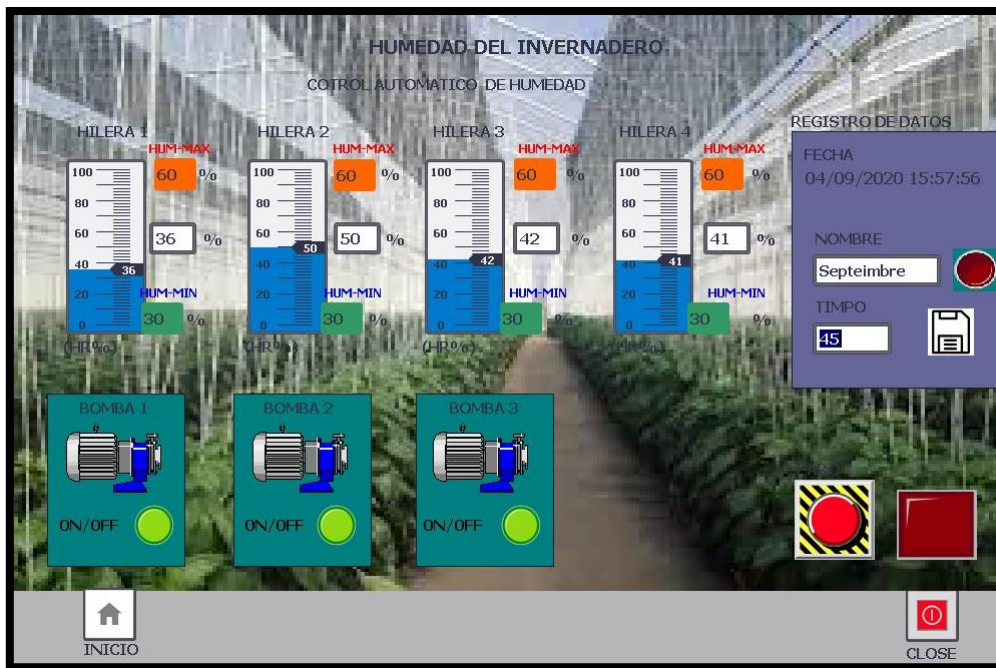 HUMEDAD DEL INVERNADERO
COTROL AUTOMATICO DE HUMEDAD
HILERA 1
HUM-MAX
60 %
100
80
60
40
20
0
36
36 %
HUM-MIN
30 %
(HR%)
HILERA 2
HUM-MAX
60 %
100
80
60
40
20
0
50
50 %
HUM-MIN
30 %
(HR%)
HILERA 3
HUM-MAX
60 %
100
80
60
40
20
0
42
42 %
HUM-MIN
30 %
(HR%)
HILERA 4
HUM-MAX
60 %
100
80
60
40
20
0
41
41 %
HUM-MIN
30 %
(HR%)
REGISTRO DE DATOS
FECHA
04/09/2020 15:57:56
NOMBRE
Septeimbre
TIMPO
45
BOMBA 1
ON/OFF
BOMBA 2
ON/OFF
BOMBA 3
ON/OFF
INICIO
CLOSE